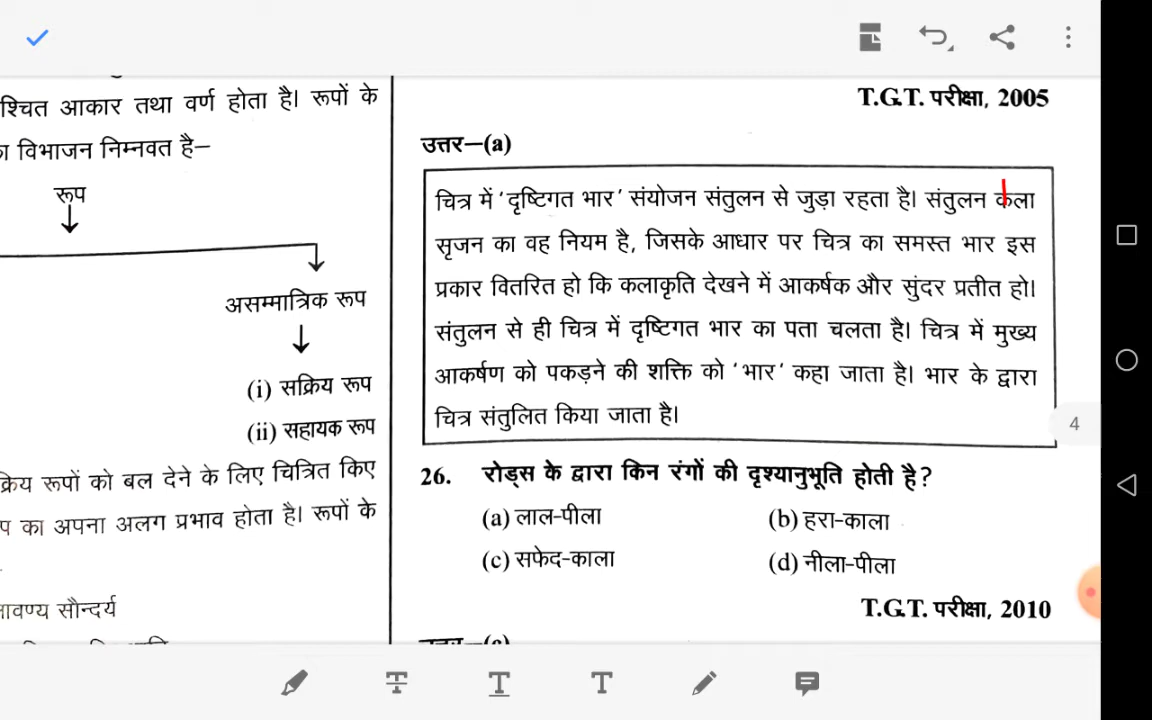 श्चित आकार तथा वर्ण होता है। रूपों के
ा विभाजन निम्नवत है–
रूप
असम्मात्रिक रूप
(i) सक्रिय रूप
(ii) सहायक रूप
क्रिय रूपों को बल देने के लिए चित्रित किए
प का अपना अलग प्रभाव होता है। रूपों के
ावण्य सौन्दर्य
T.G.T. परीक्षा, 2005
उत्तर–(a)
चित्र में 'दृष्टिगत भार' संयोजन संतुलन से जुड़ा रहता है। संतुलन कला
सृजन का वह नियम है, जिसके आधार पर चित्र का समस्त भार इस
प्रकार वितरित हो कि कलाकृति देखने में आकर्षक और सुंदर प्रतीत हो।
संतुलन से ही चित्र में दृष्टिगत भार का पता चलता है। चित्र में मुख्य
आकर्षण को पकड़ने की शक्ति को 'भार' कहा जाता है। भार के द्वारा
चित्र संतुलित किया जाता है।
4
26. रोड्स के द्वारा किन रंगों की दृश्यानुभूति होती है?
(a) लाल-पीला (b) हरा-काला
(c) सफेद-काला (d) नीला-पीला
T.G.T. परीक्षा, 2010
उत्तर–(c)